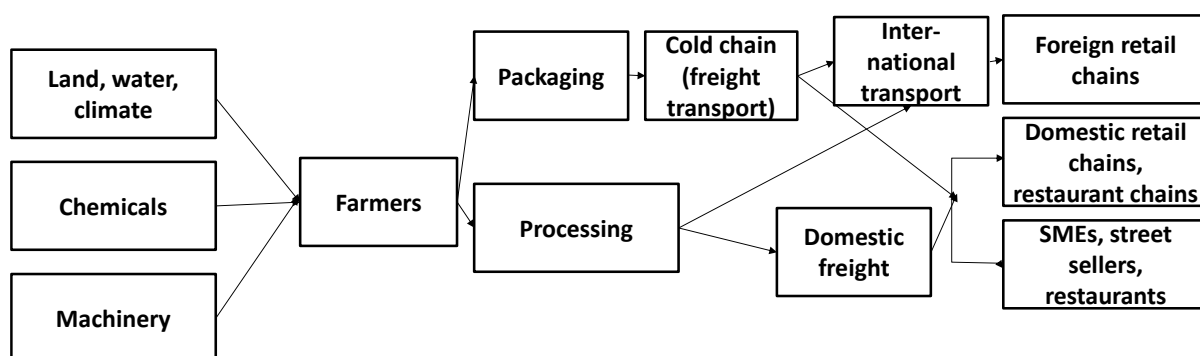 Land, water,
climate
Chemicals
Machinery
Farmers
Packaging
Processing
Cold chain
(freight
transport)
Domestic
freight
Inter-
national
transport
Foreign retail
chains
Domestic retail
chains,
restaurant chains
SMEs, street
sellers,
restaurants